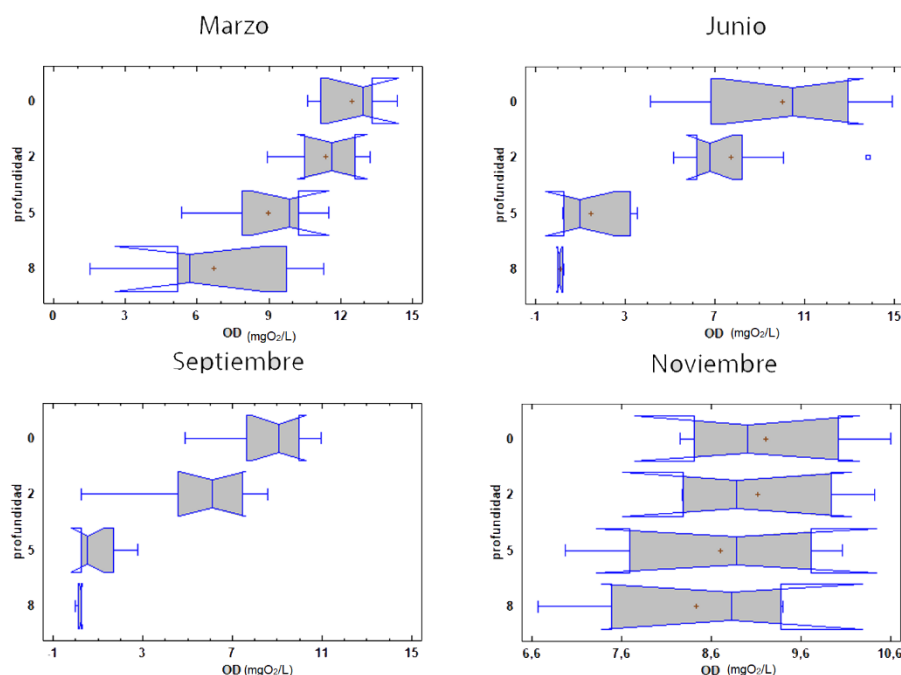 Marzo
profundidad
0
2
5
8
0 3 6 9 12 15
OD (mgO₂/L)
Junio
profundidad
0
2
5
8
-1 3 7 11 15
OD (mgO₂/L)
Septiembre
profundidad
0
2
5
8
-1 3 7 11 15
OD (mgO₂/L)
Noviembre
profundidad
0
2
5
8
6,6 7,6 8,6 9,6 10,6
OD (mgO₂/L)